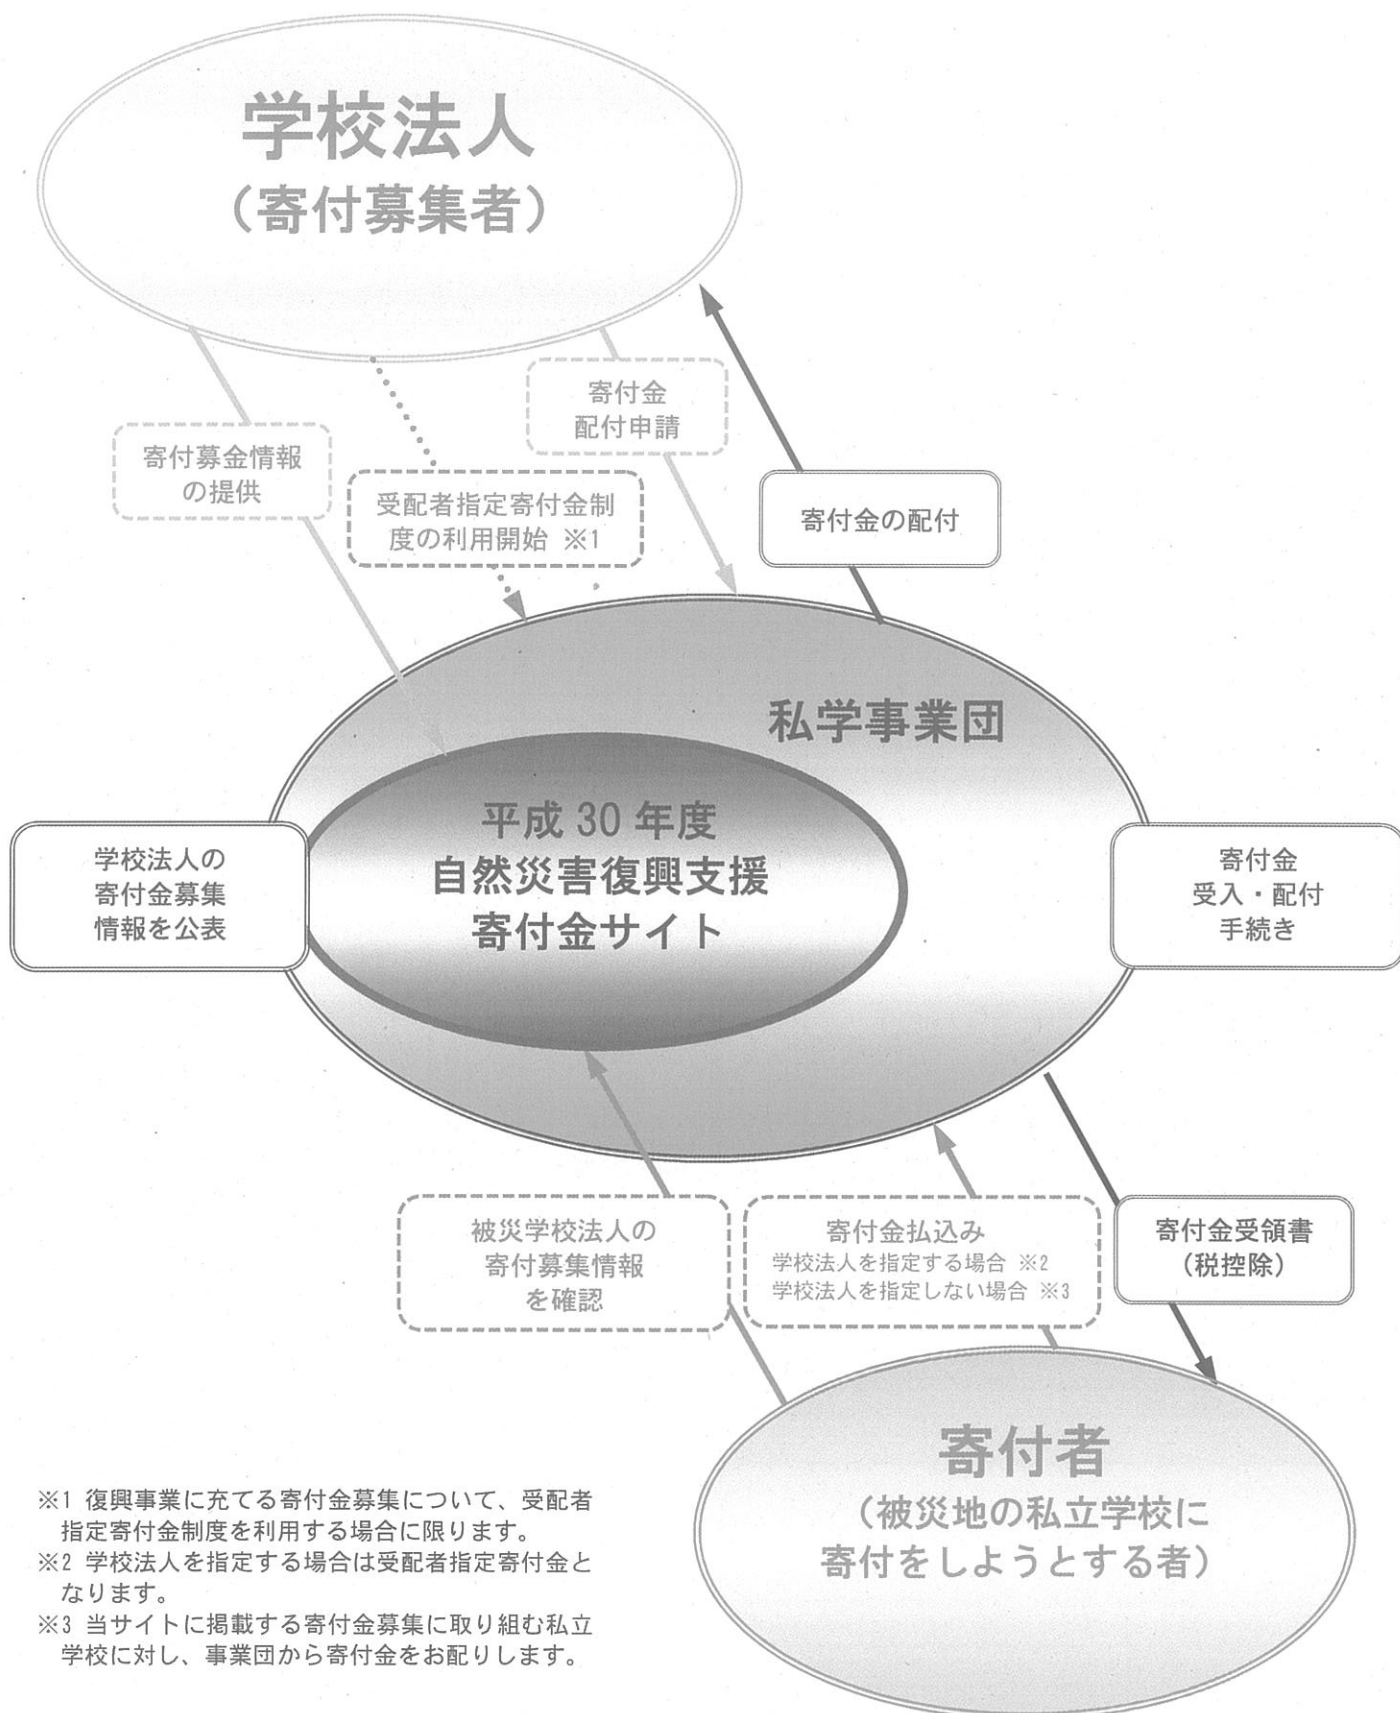 学校法人
（寄付募集者）
寄付金
配付申請
寄付募金情報
の提供
受配者指定寄付金制
度の利用開始 ※1
寄付金の配付
私学事業団
平成 30 年度
自然災害復興支援
寄付金サイト
学校法人の
寄付金募集
情報を公表
寄付金
受入・配付
手続き
被災学校法人の
寄付募集情報
を確認
寄付金払込み
学校法人を指定する場合 ※2
学校法人を指定しない場合 ※3
寄付金受領書
（税控除）
寄付者
（被災地の私立学校に
寄付をしようとする者）
※1 復興事業に充てる寄付金募集について、受配者
指定寄付金制度を利用する場合に限ります。
※2 学校法人を指定する場合は受配者指定寄付金と
なります。
※3 当サイトに掲載する寄付金募集に取り組む私立
学校に対し、事業団から寄付金をお配りします。